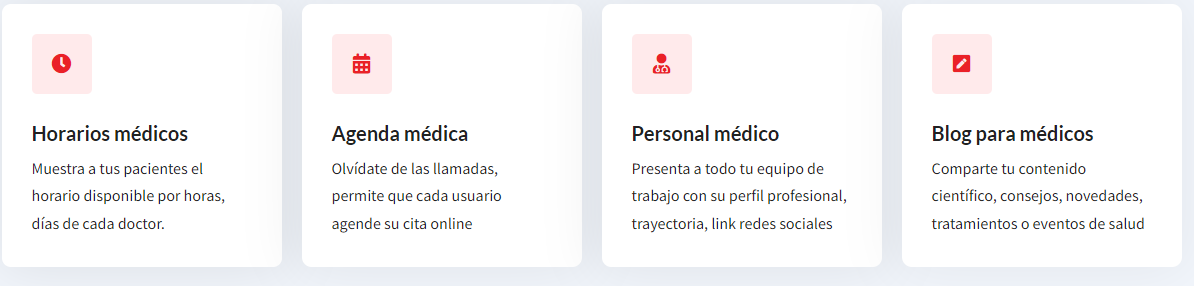 Horarios médicos
Muestra a tus pacientes el
horario disponible por horas,
días de cada doctor.
Agenda médica
Olvídate de las llamadas,
permite que cada usuario
agende su cita online
Personal médico
Presenta a todo tu equipo de
trabajo con su perfil profesional,
trayectoria, link redes sociales
Blog para médicos
Comparte tu contenido
científico, consejos, novedades,
tratamientos o eventos de salud